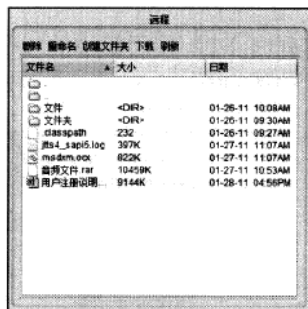 远程
删除 重命名 创建文件夹 下载 刷新
文件名 ▲ 大小 日期
.
..
文件 <DIR> 01-26-11 10:08AM
文件夹 <DIR> 01-26-11 09:30AM
.classpath 232 01-26-11 09:27AM
jtts4_sapi5.log 397K 01-27-11 11:07AM
msdxm.ocx 822K 01-27-11 11:07AM
音频文件.rar 10459K 01-27-11 10:53AM
用户注册说明... 9144K 01-28-11 04:56PM